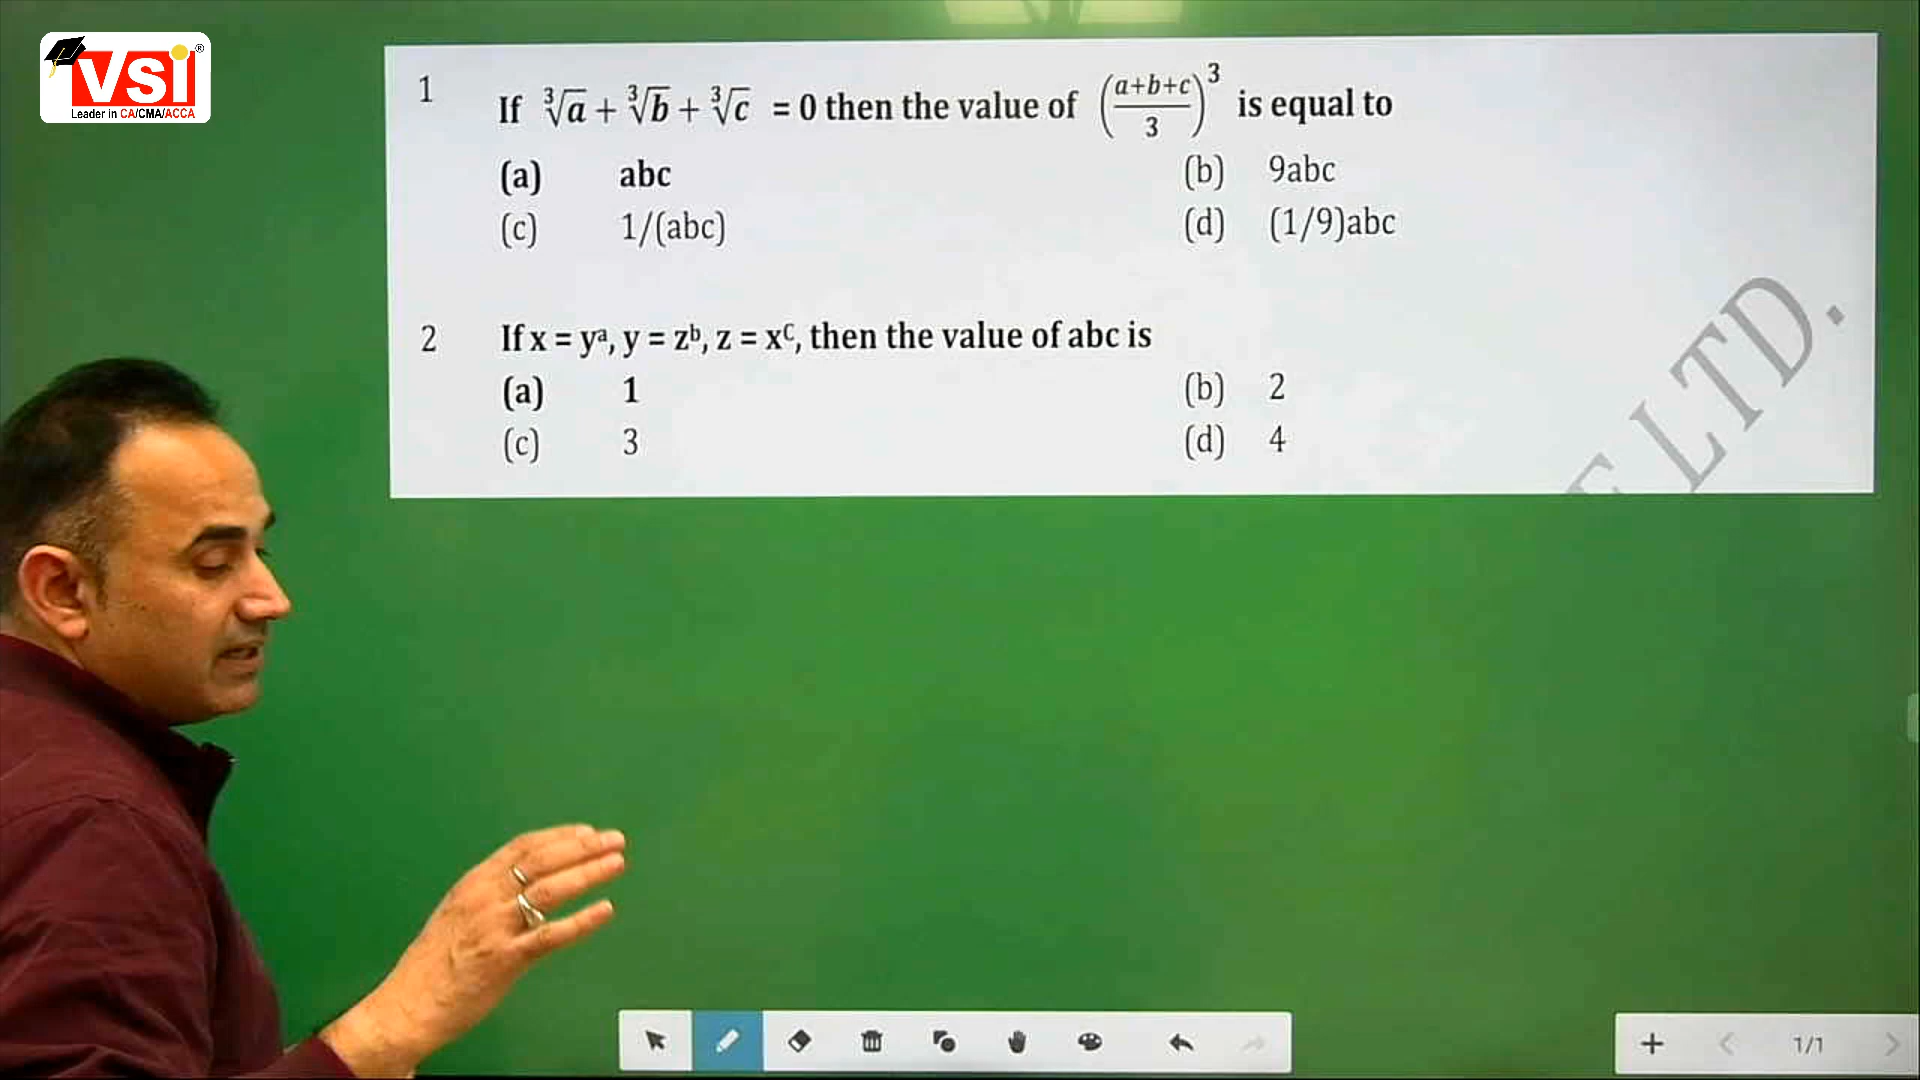 VSI®
Leader in CA/CMA/ACCA
1 If ∛a + ∛b + ∛c = 0 then the value of ((a+b+c)/3)³ is equal to
(a) abc (b) 9abc
(c) 1/(abc) (d) (1/9)abc
2 If x = yᵃ, y = zᵇ, z = xᶜ, then the value of abc is
(a) 1 (b) 2
(c) 3 (d) 4
LTD.
1/1